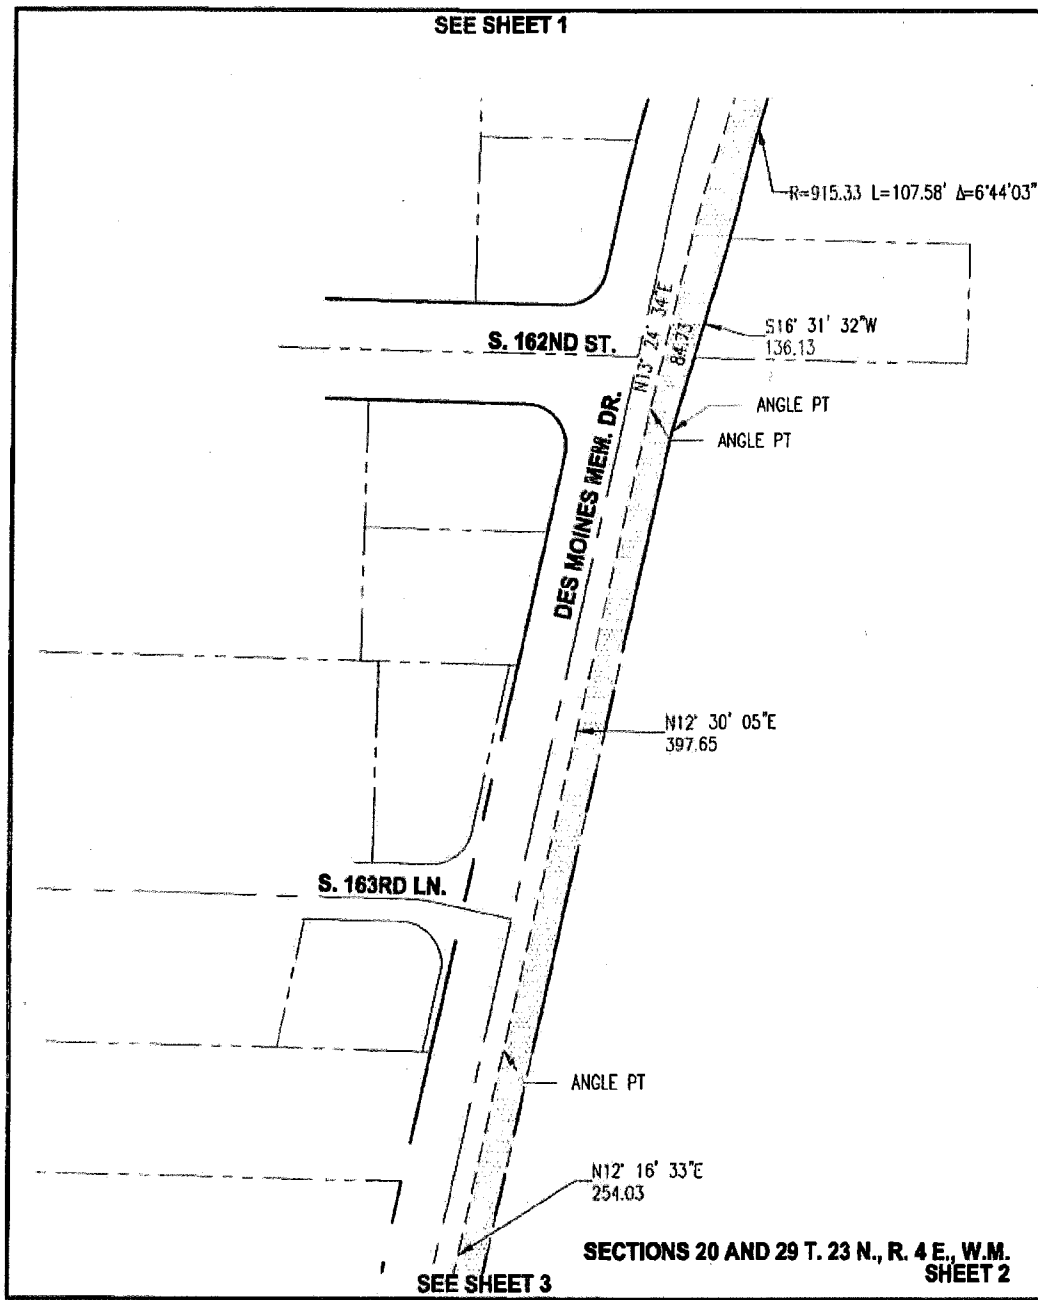 SEE SHEET 1
R=915.33 L=107.58' Δ=6°44'03"
S. 162ND ST.
N13° 24' 34"E
84.73
S16° 31' 32"W
136.13
ANGLE PT
ANGLE PT
DES MOINES MEM. DR.
N12° 30' 05"E
397.65
S. 163RD LN.
ANGLE PT
N12° 16' 33"E
254.03
SECTIONS 20 AND 29 T. 23 N., R. 4 E., W.M.
SHEET 2
SEE SHEET 3